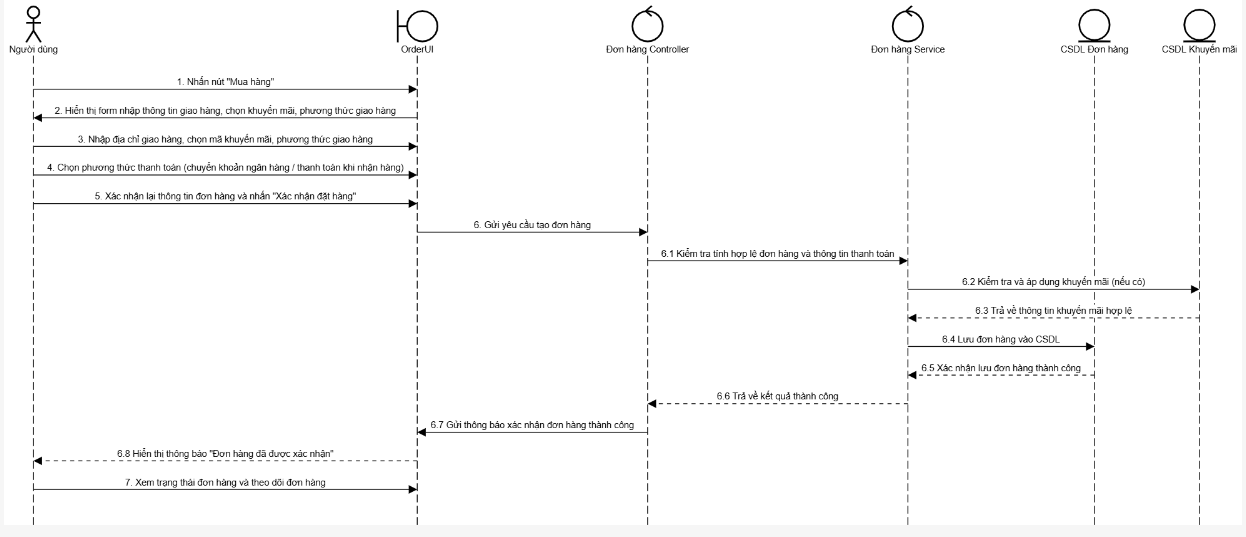 Người dùng
OrderUI
Đơn hàng Controller
Đơn hàng Service
CSDL Đơn hàng
CSDL Khuyến mãi
1. Nhấn nút "Mua hàng"
2. Hiển thị form nhập thông tin giao hàng, chọn khuyến mãi, phương thức giao hàng
3. Nhập địa chỉ giao hàng, chọn mã khuyến mãi, phương thức giao hàng
4. Chọn phương thức thanh toán (chuyển khoản ngân hàng / thanh toán khi nhận hàng)
5. Xác nhận lại thông tin đơn hàng và nhấn "Xác nhận đặt hàng"
6. Gửi yêu cầu tạo đơn hàng
6.1 Kiểm tra tính hợp lệ đơn hàng và thông tin thanh toán
6.2 Kiểm tra và áp dụng khuyến mãi (nếu có)
6.3 Trả về thông tin khuyến mãi hợp lệ
6.4 Lưu đơn hàng vào CSDL
6.5 Xác nhận lưu đơn hàng thành công
6.6 Trả về kết quả thành công
6.7 Gửi thông báo xác nhận đơn hàng thành công
6.8 Hiển thị thông báo "Đơn hàng đã được xác nhận"
7. Xem trạng thái đơn hàng và theo dõi đơn hàng